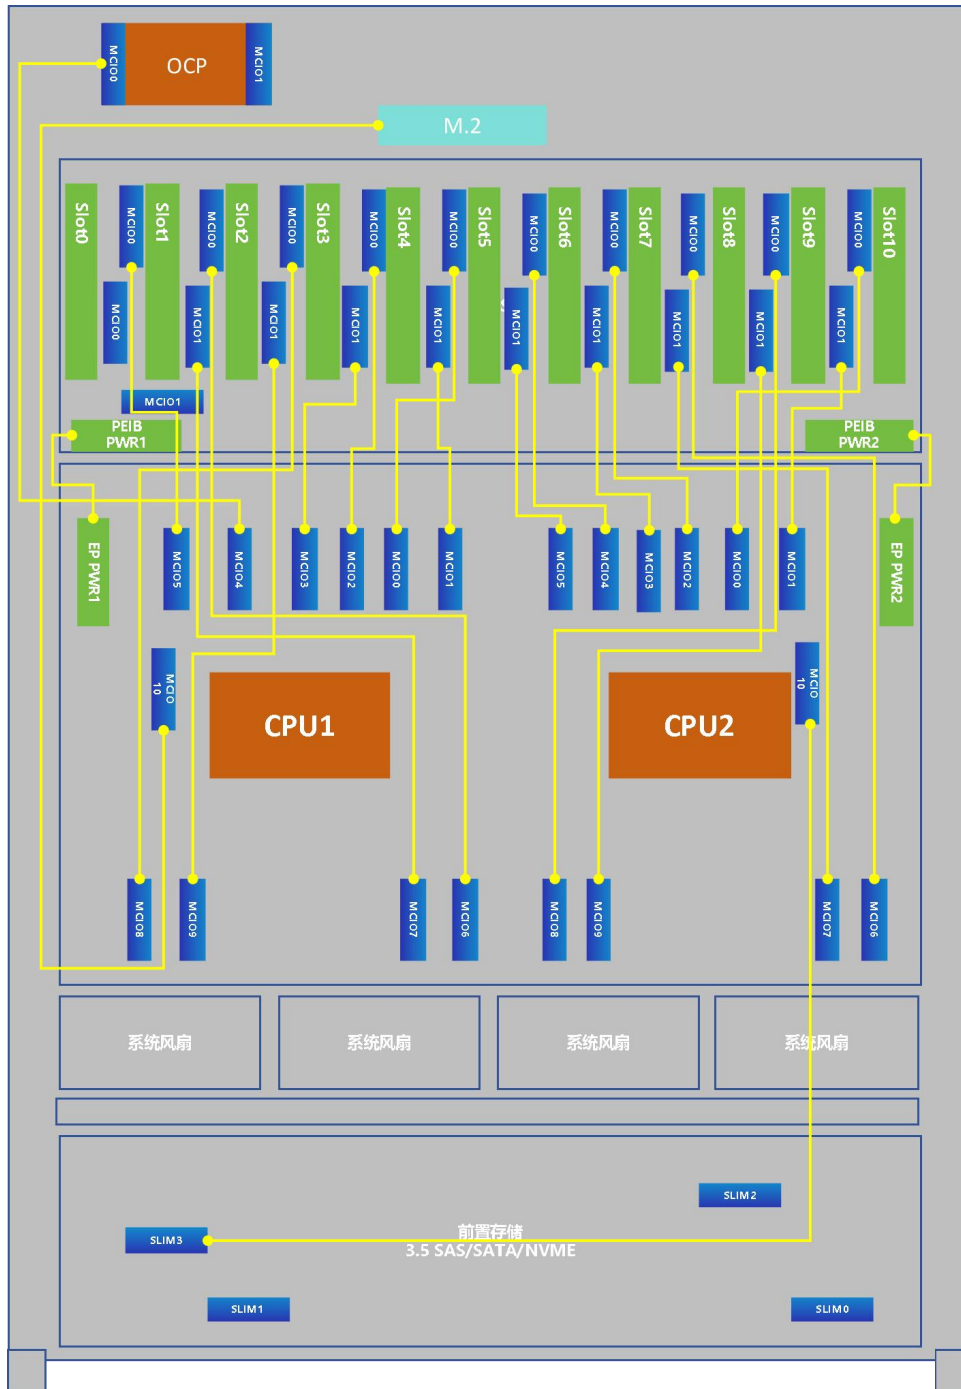 MCIO0
OCP
MCIO1
M.2
Slot0
MCIO0
Slot1
MCIO0
Slot2
MCIO0
Slot3
MCIO0
Slot4
MCIO0
Slot5
MCIO0
Slot6
MCIO0
Slot7
MCIO0
Slot8
MCIO0
Slot9
MCIO0
Slot10
MCIO0
MCIO1
MCIO1
MCIO1
MCIO1
MCIO1
MCIO1
MCIO1
MCIO1
MCIO1
MCIO1
PEIB
PWR1
PEIB
PWR2
EP PWR1
MCIO5
MCIO4
MCIO3
MCIO2
MCIO0
MCIO1
MCIO5
MCIO4
MCIO3
MCIO2
MCIO0
MCIO1
EP PWR2
MCIO
10
CPU1
CPU2
MCIO
10
MCIO8
MCIO9
MCIO7
MCIO6
MCIO8
MCIO9
MCIO7
MCIO6
系统风扇
系统风扇
系统风扇
系统风扇
SLIM2
SLIM3
前置存储
3.5 SAS/SATA/NVME
SLIM1
SLIM0